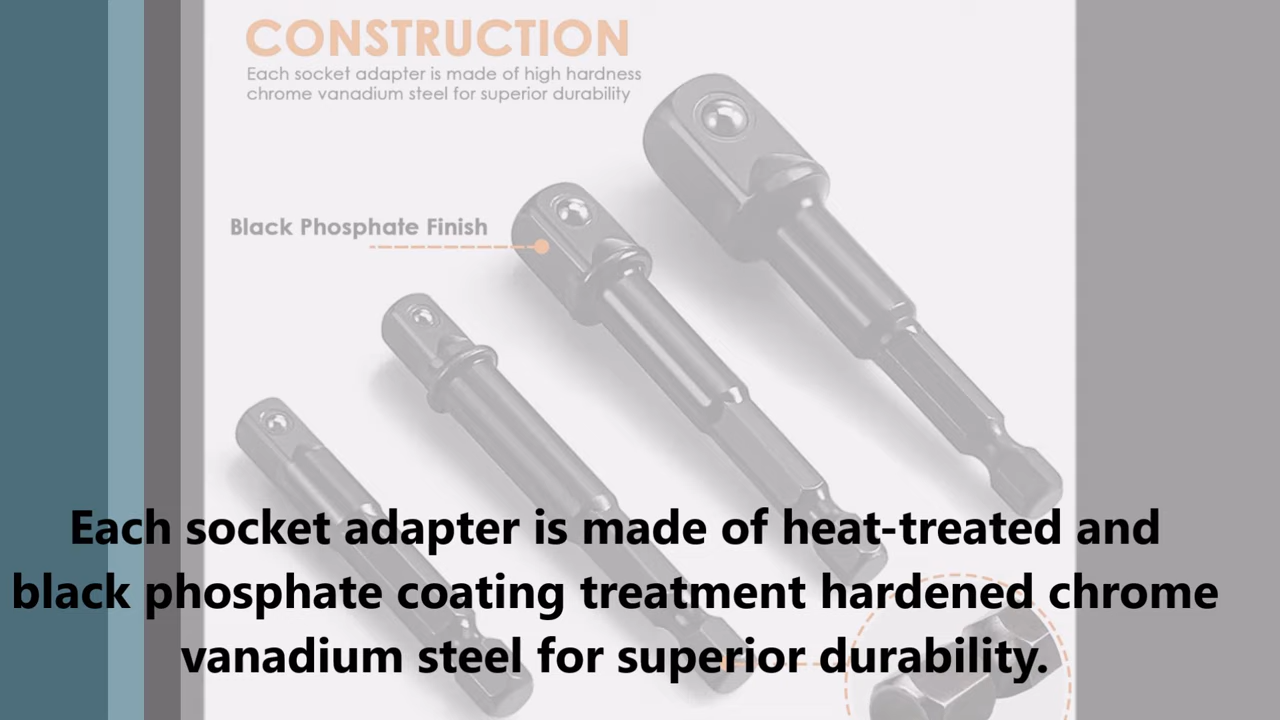 CONSTRUCTION
Each socket adapter is made of high hardness
chrome vanadium steel for superior durability
Black Phosphate Finish
Each socket adapter is made of heat-treated and
black phosphate coating treatment hardened chrome
vanadium steel for superior durability.